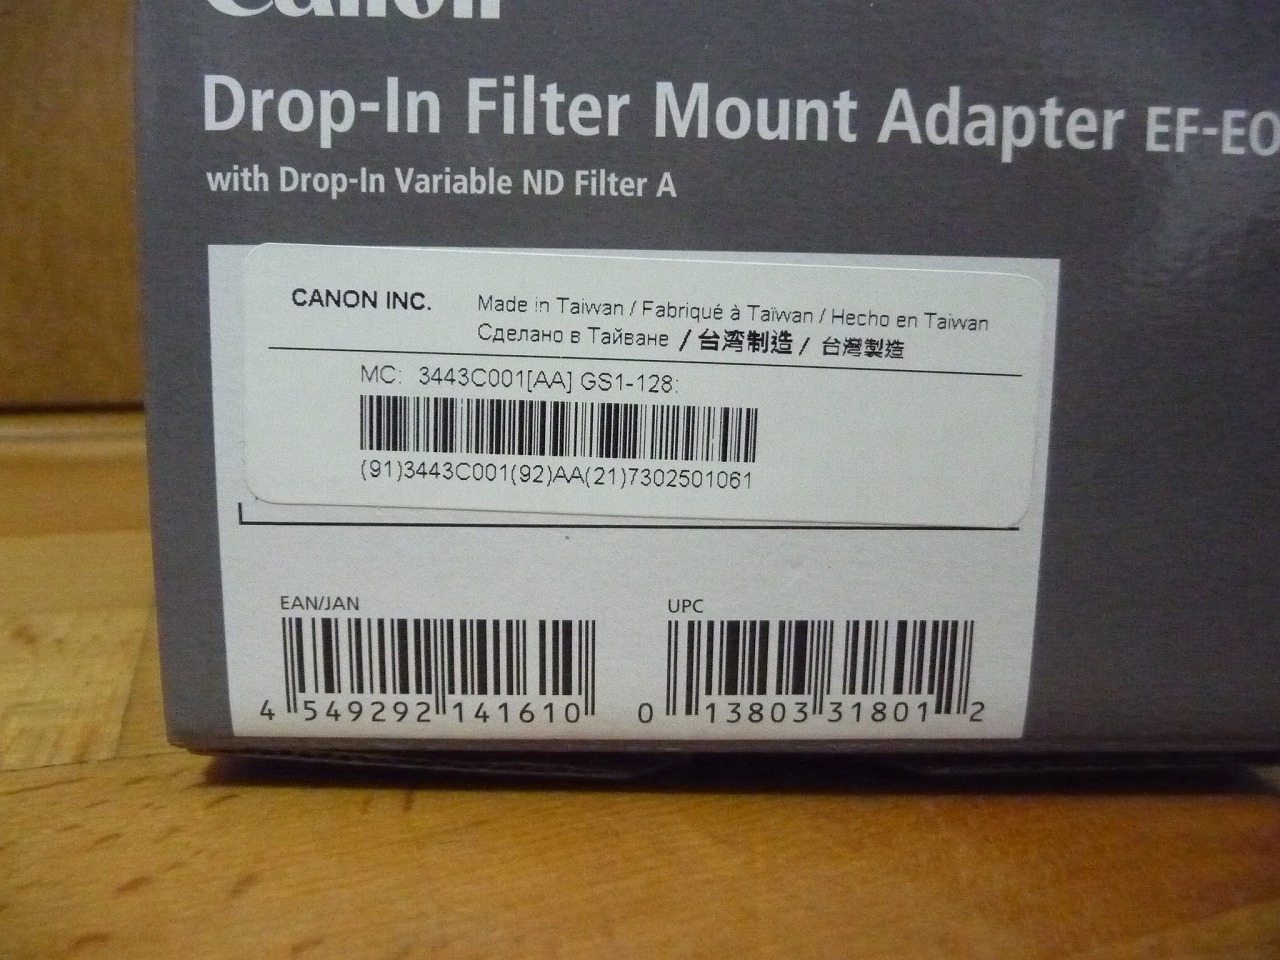 Canon
Drop-In Filter Mount Adapter EF-EO
with Drop-In Variable ND Filter A
CANON INC. Made in Taiwan / Fabriqué à Taïwan / Hecho en Taiwan
Сделано в Тайване / 台湾制造 / 台灣製造
MC: 3443C001[AA] GS1-128:
(91)3443C001(92)AA(21)7302501061
EAN/JAN
4 549292 141610
UPC
0 13803 31801 2